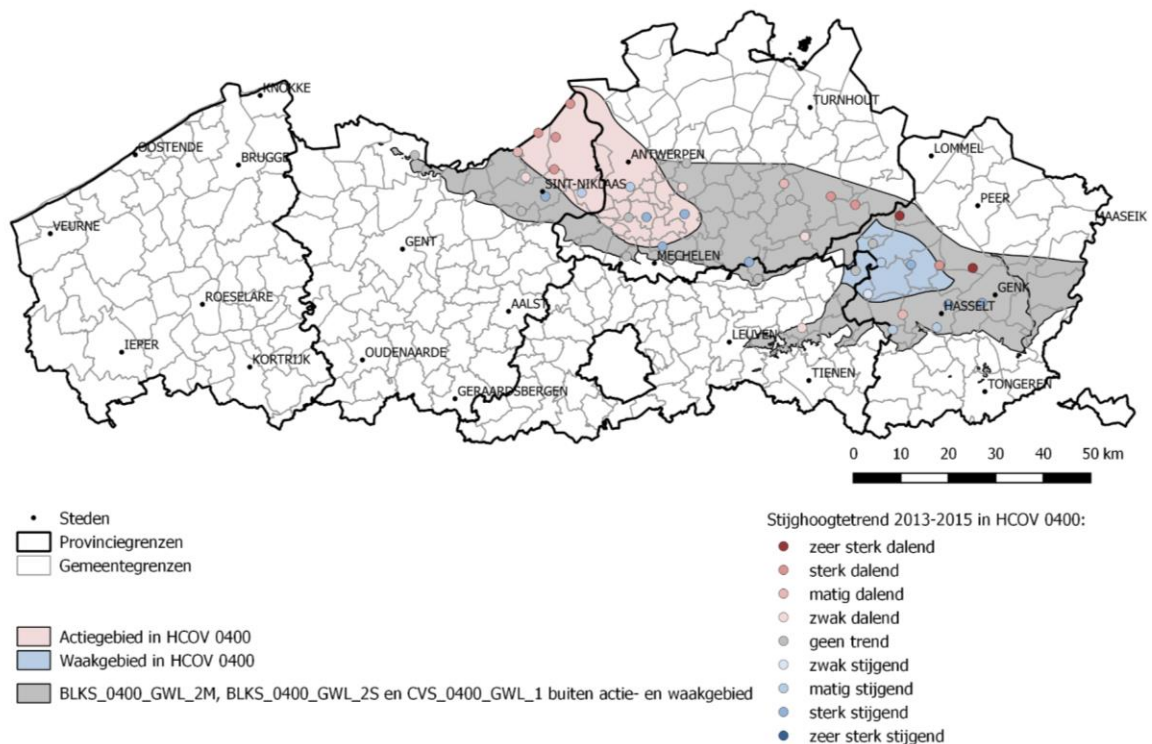 KNOKKE
TURNHOUT
OOSTENDE
BRUGGE
ANTWERPEN
LOMMEL
SINT-NIKLAAS
PEER
MAASEIK
VEURNE
GENT
MECHELEN
ROESELARE
AALST
GENK
HASSELT
IEPER
KORTRIJK
OUDENAARDE
LEUVEN
TIENEN
GERAARDSBERGEN
TONGEREN
0 10 20 30 40 50 km
Steden
Provinciegrenzen
Gemeentegrenzen
Actiegebied in HCOV 0400
Waakgebied in HCOV 0400
BLKS_0400_GWL_2M, BLKS_0400_GWL_2S en CVS_0400_GWL_1 buiten actie- en waakgebied
Stijghoogtetrend 2013-2015 in HCOV 0400:
zeer sterk dalend
sterk dalend
matig dalend
zwak dalend
geen trend
zwak stijgend
matig stijgend
sterk stijgend
zeer sterk stijgend